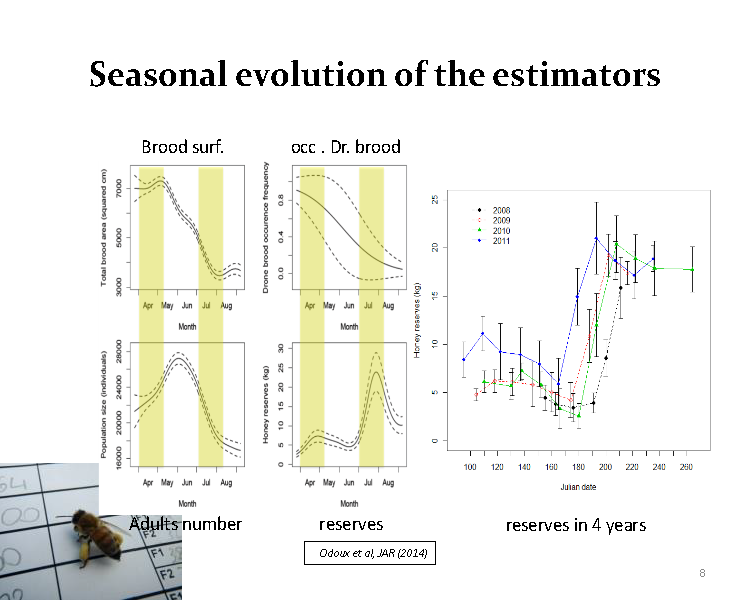 Seasonal evolution of the estimators
Brood surf.
occ . Dr. brood
Total brood area (squared cm)
3000 5000 7000
Apr May Jun Jul Aug
Month
Drone brood occurence frequency
0.0 0.4 0.8
Apr May Jun Jul Aug
Month
Population size (individuals)
16000 20000 24000 28000
Apr May Jun Jul Aug
Month
Honey reserves (kg)
0 5 10 15 20 25 30
Apr May Jun Jul Aug
Month
Honey reserves (kg)
0 5 10 15 20 25
2008
2009
2010
2011
100 120 140 160 180 200 220 240 260
Julian date
Adults number
reserves
reserves in 4 years
Odoux et al, JAR (2014)
F2
F1
F2
8